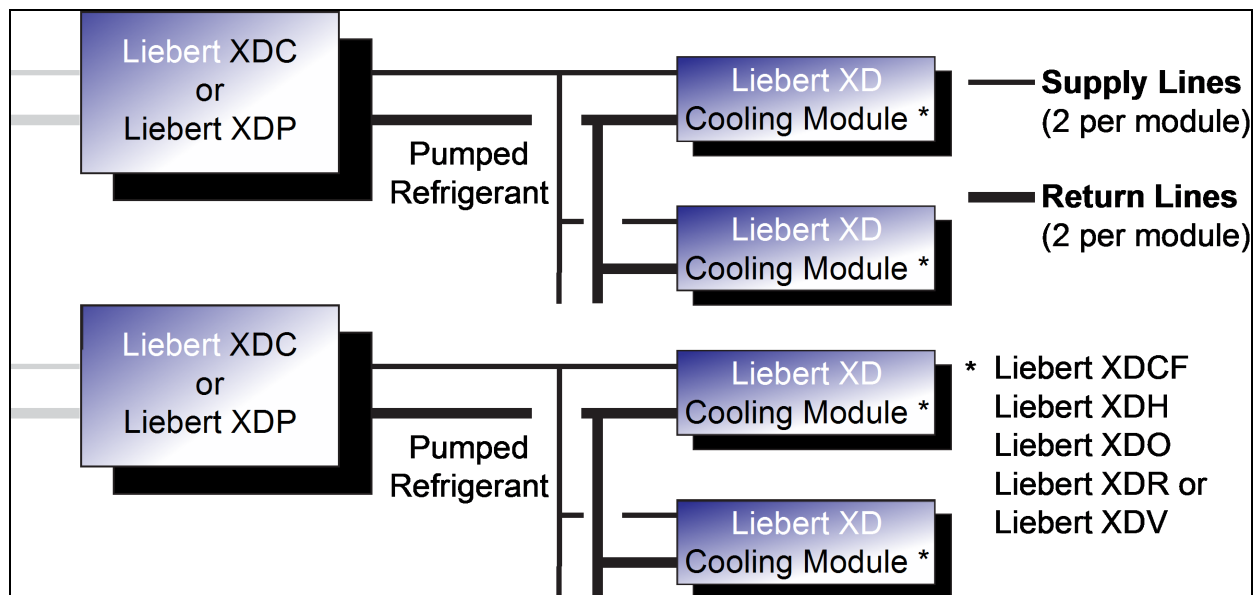 Liebert XDC
or
Liebert XDP
Pumped
Refrigerant
Liebert XD
Cooling Module *
Liebert XD
Cooling Module *
Supply Lines
(2 per module)
Return Lines
(2 per module)
Liebert XDC
or
Liebert XDP
Pumped
Refrigerant
Liebert XD
Cooling Module *
Liebert XD
Cooling Module *
* Liebert XDCF
Liebert XDH
Liebert XDO
Liebert XDR or
Liebert XDV